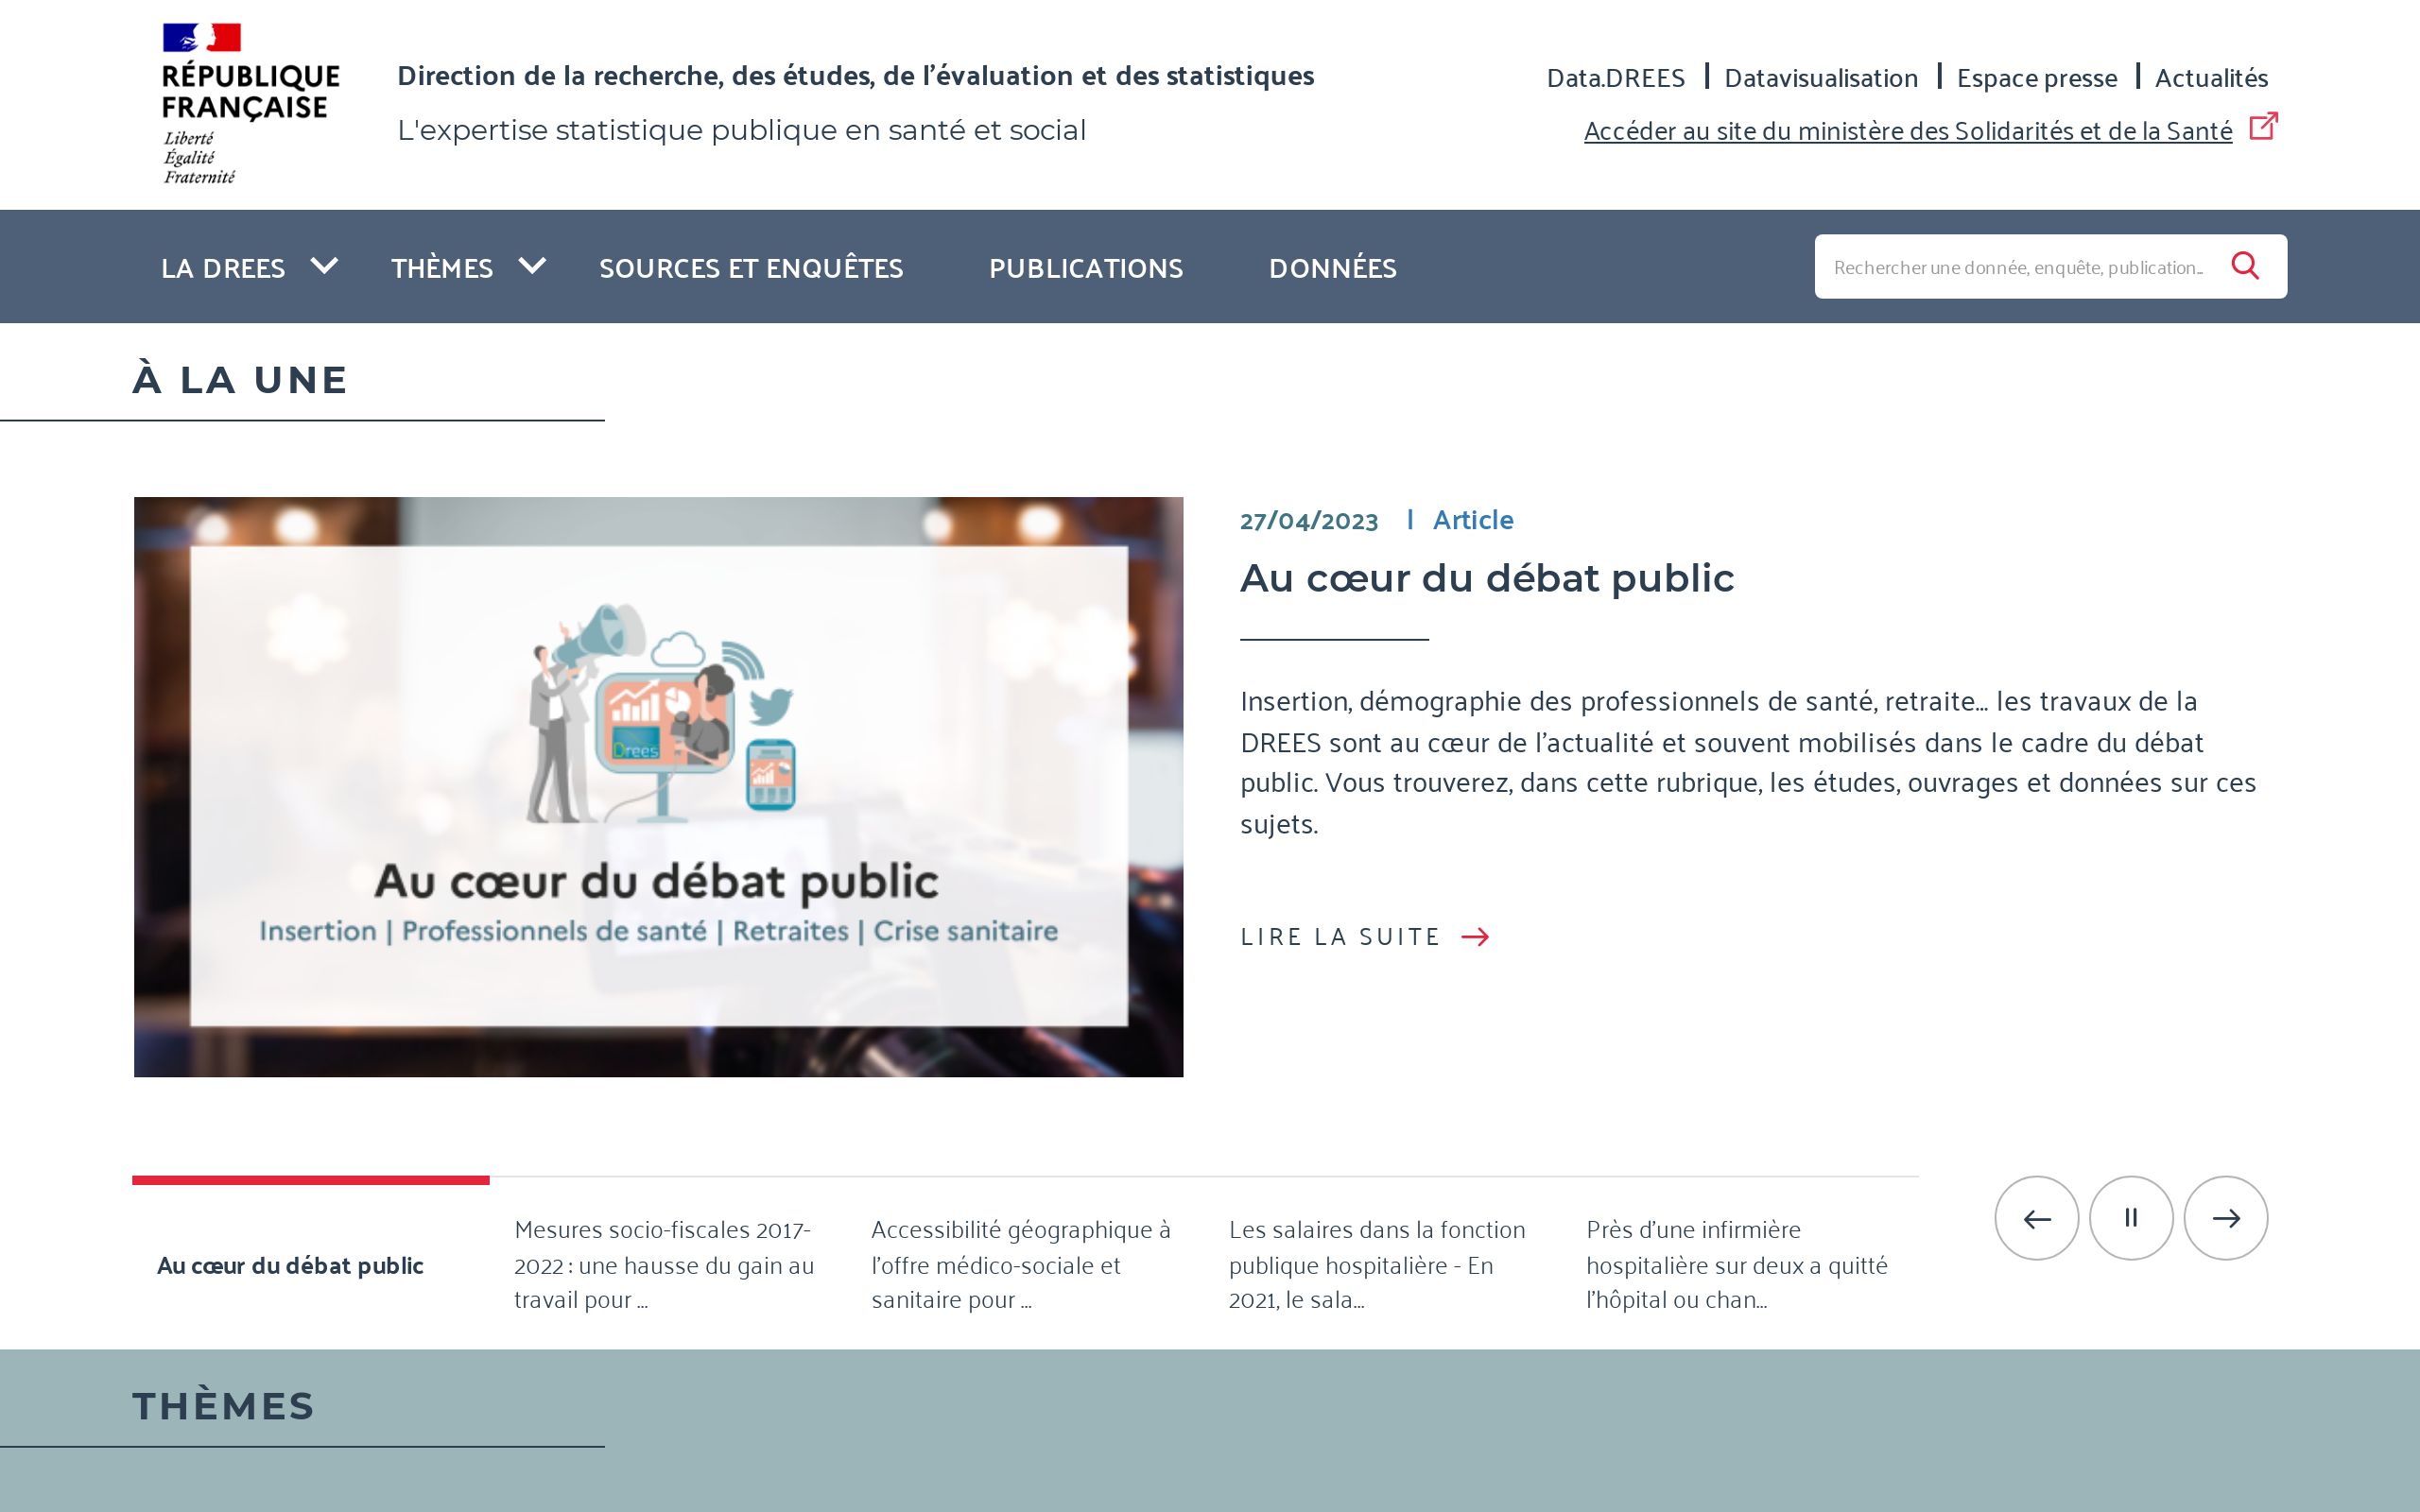 RÉPUBLIQUE
FRANÇAISE
Liberté
Égalité
Fraternité
Direction de la recherche, des études, de l'évaluation et des statistiques
L'expertise statistique publique en santé et social
Data.DREES | Datavisualisation | Espace presse | Actualités
Accéder au site du ministère des Solidarités et de la Santé
LA DREES THÈMES SOURCES ET ENQUÊTES PUBLICATIONS DONNÉES
Rechercher une donnée, enquête, publication...
À LA UNE
Drees
Au cœur du débat public
Insertion | Professionnels de santé | Retraites | Crise sanitaire
27/04/2023 | Article
Au cœur du débat public
Insertion, démographie des professionnels de santé, retraite... les travaux de la
DREES sont au cœur de l'actualité et souvent mobilisés dans le cadre du débat
public. Vous trouverez, dans cette rubrique, les études, ouvrages et données sur ces
sujets.
LIRE LA SUITE
Au cœur du débat public
Mesures socio-fiscales 2017-
2022 : une hausse du gain au
travail pour ...
Accessibilité géographique à
l'offre médico-sociale et
sanitaire pour ...
Les salaires dans la fonction
publique hospitalière - En
2021, le sala...
Près d'une infirmière
hospitalière sur deux a quitté
l'hôpital ou chan...
THÈMES